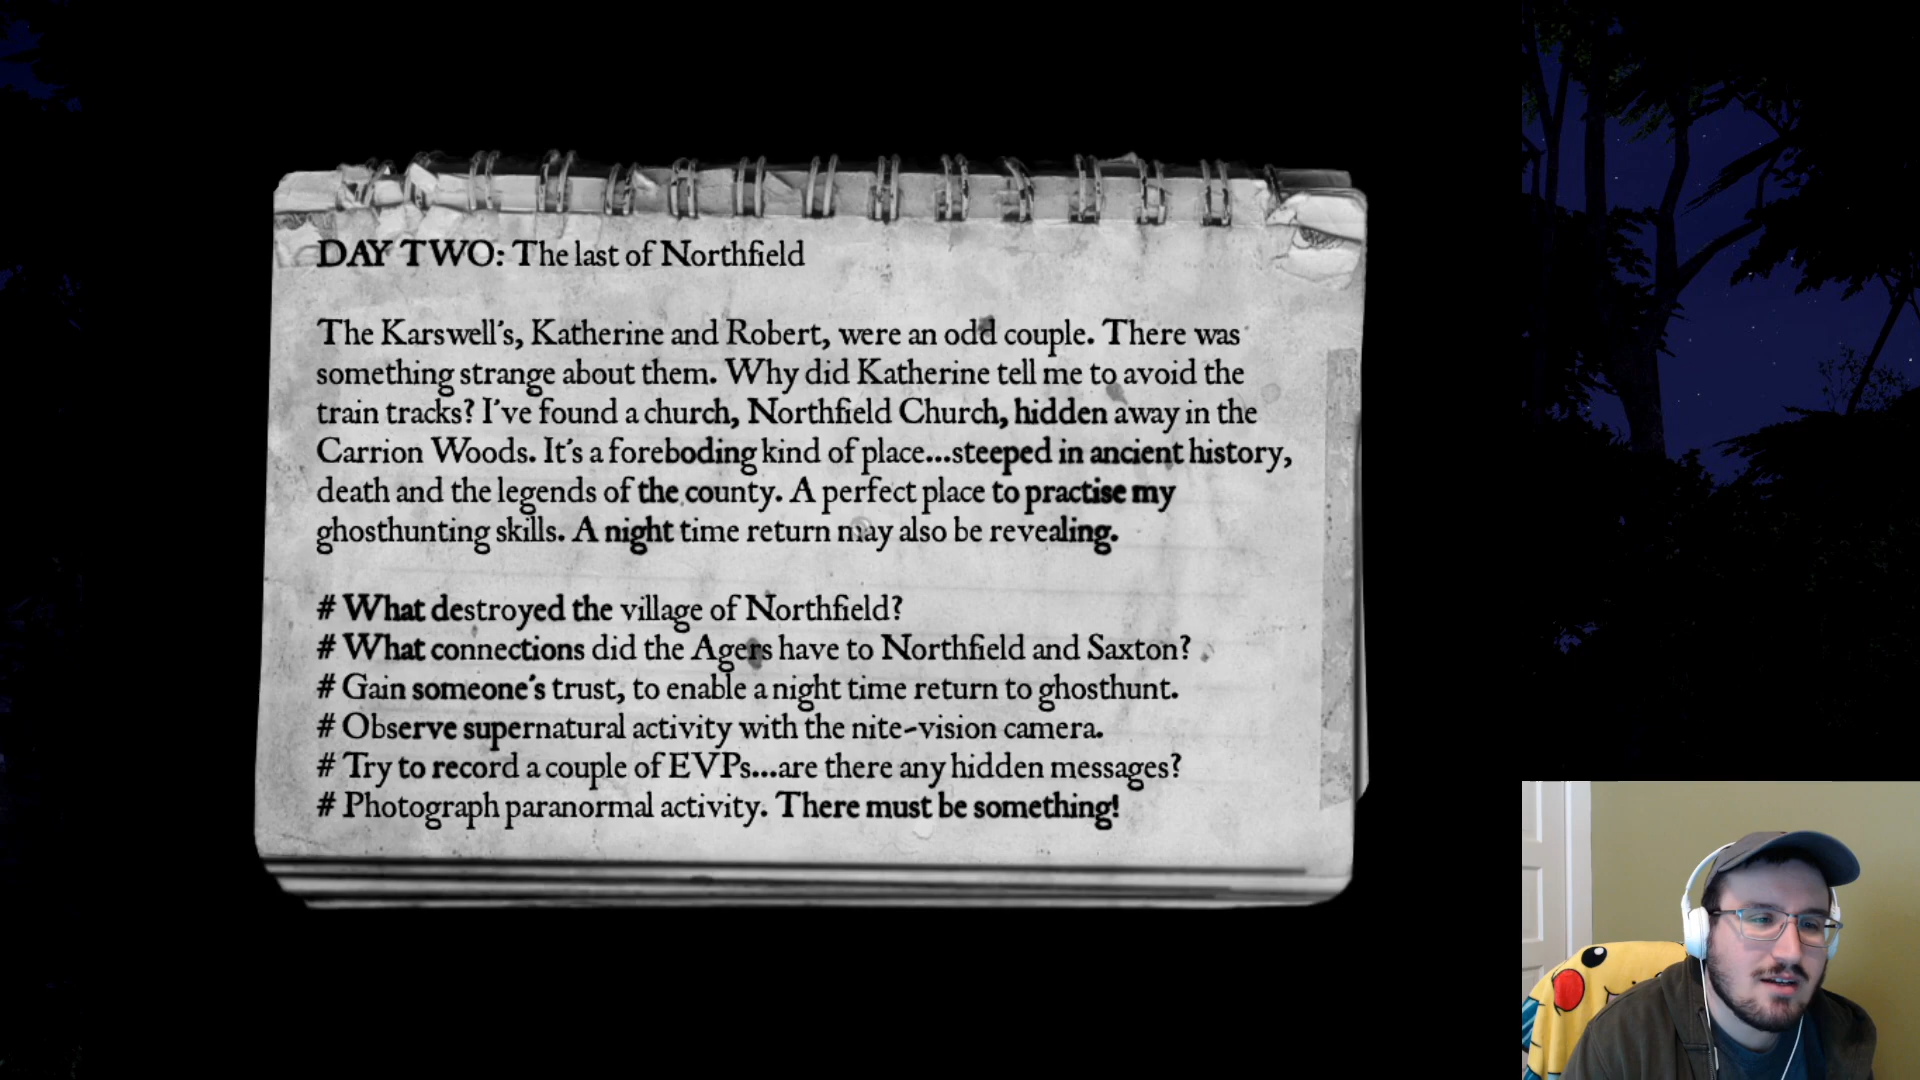 DAY TWO: The last of Northfield
The Karswell's, Katherine and Robert, were an odd couple. There was
something strange about them. Why did Katherine tell me to avoid the
train tracks? I've found a church, Northfield Church, hidden away in the
Carrion Woods. It's a foreboding kind of place...steeped in ancient history,
death and the legends of the county. A perfect place to practise my
ghosthunting skills. A night time return may also be revealing.
# What destroyed the village of Northfield?
# What connections did the Agers have to Northfield and Saxton?
# Gain someone's trust, to enable a night time return to ghosthunt.
# Observe supernatural activity with the nite-vision camera.
# Try to record a couple of EVPs...are there any hidden messages?
# Photograph paranormal activity. There must be something!